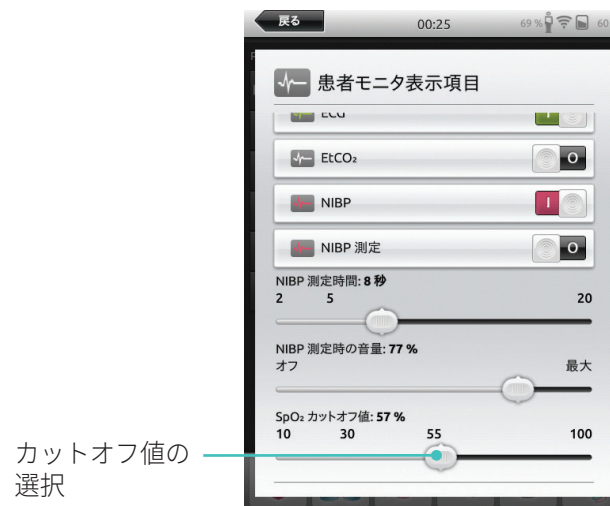 戻る 00:25 69 % 60
患者モニタ表示項目
ECG
EtCO₂ O
NIBP I
NIBP 測定 O
NIBP 測定時間: 8 秒
2 5 20
NIBP 測定時の音量: 77 %
オフ 最大
SpO₂ カットオフ値: 57 %
10 30 55 100
カットオフ値の
選択